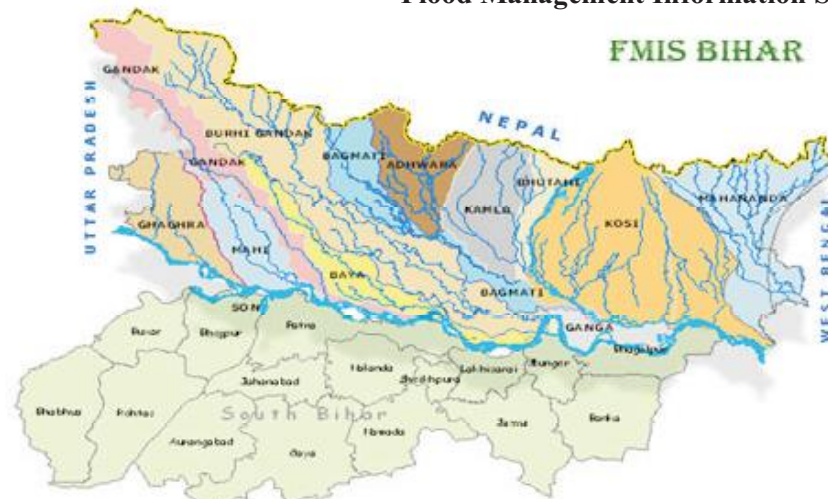 Flood Management Information S
FMIS BIHAR
GANDAK
UTTAR PRADESH
NEPAL
BURHI GANDAK
BAGMATI
ADHWARA
GANDAK
BHUTAHI
MAHANANDA
KAMLA
GHAGHRA
KOSI
MAHI
WEST BENGAL
BAYA
BAGMATI
SON
GANGA
Buxar
Bhojpur
Patna
Bhagalpur
Nalanda
Lakhisarai
Munger
Jehanabad
Sheikhpura
Bhabhua
Rohtas
South Bihar
Jamui
Banka
Aurangabad
Nawada
Gaya